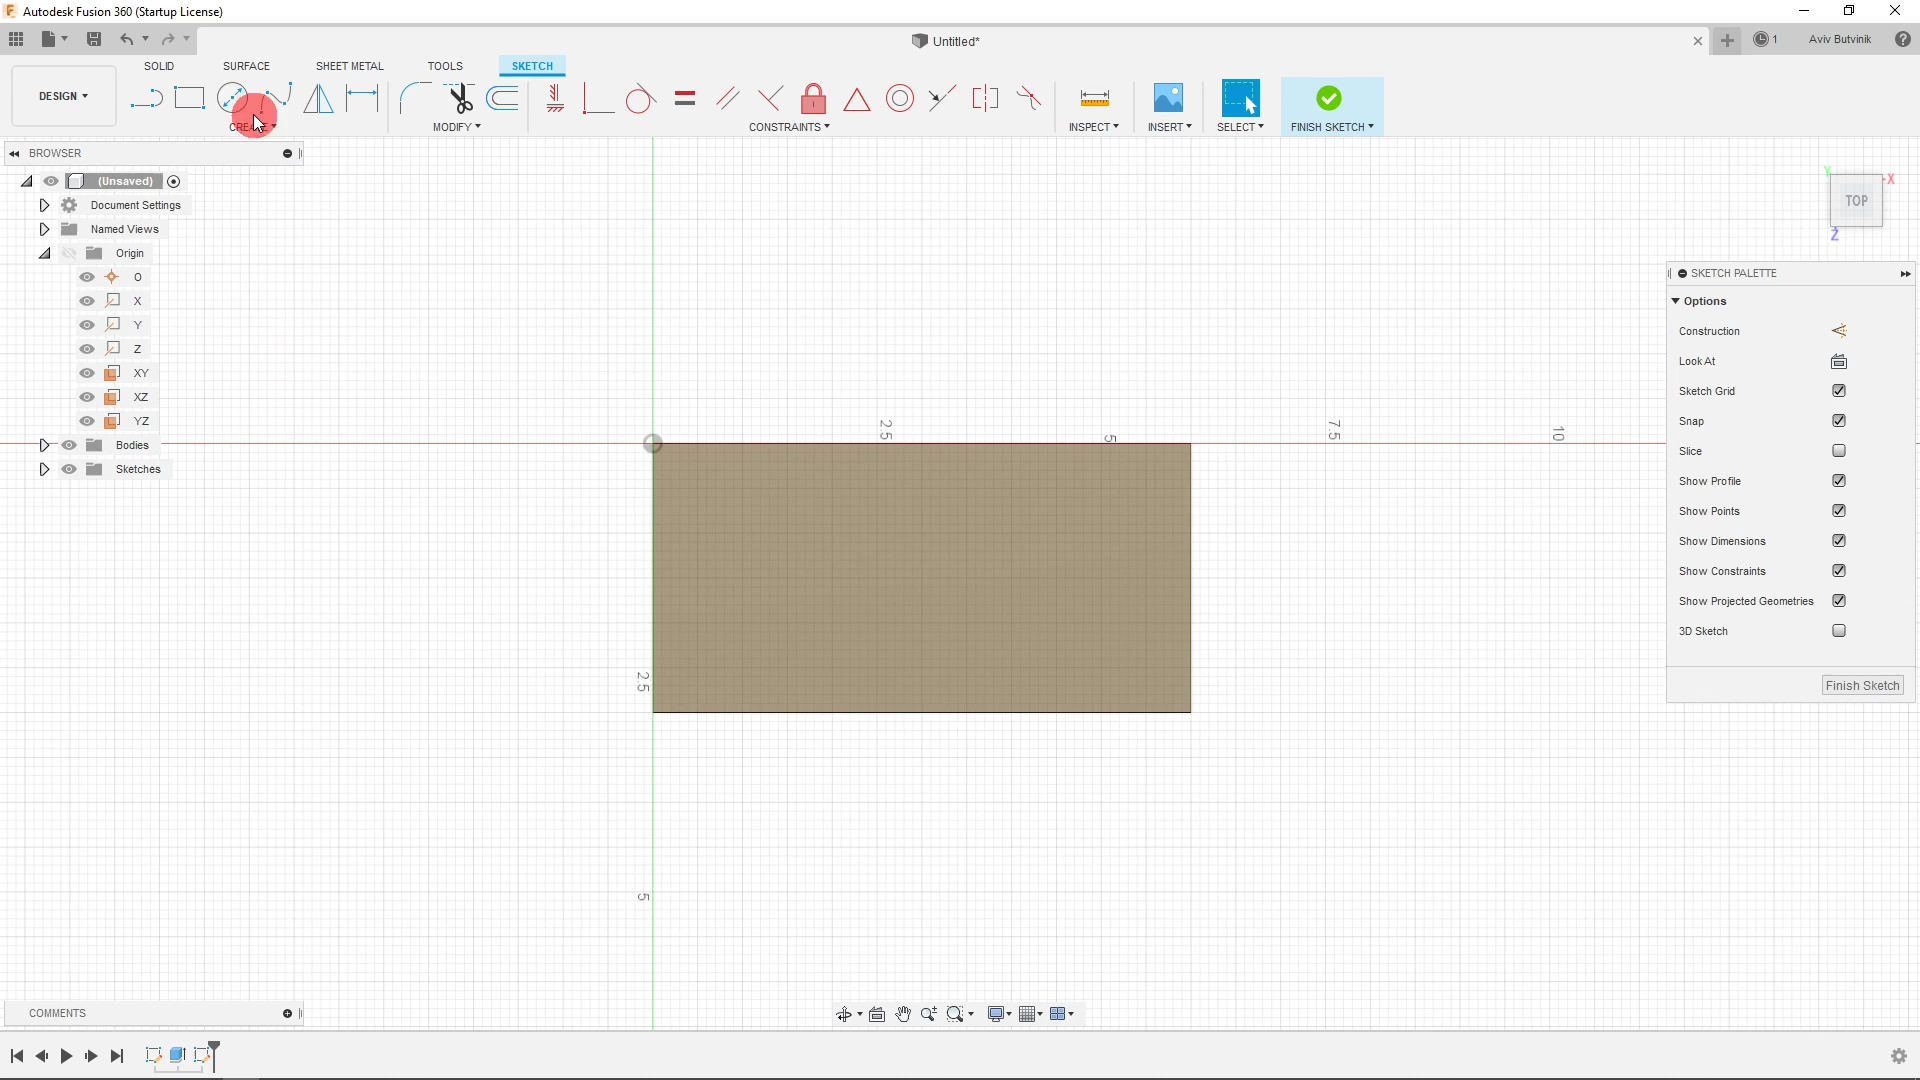 Autodesk Fusion 360 (Startup License)
Untitled*
1
Aviv Butvinik
SOLID
SURFACE
SHEET METAL
TOOLS
SKETCH
DESIGN
CREATE
MODIFY
CONSTRAINTS
INSPECT
INSERT
SELECT
FINISH SKETCH
BROWSER
(Unsaved)
Document Settings
Named Views
Origin
O
X
Y
Z
XY
XZ
YZ
Bodies
Sketches
Y
X
TOP
Z
2.5
5
7.5
10
2.5
5
SKETCH PALETTE
Options
Construction
Look At
Sketch Grid
Snap
Slice
Show Profile
Show Points
Show Dimensions
Show Constraints
Show Projected Geometries
3D Sketch
Finish Sketch
COMMENTS